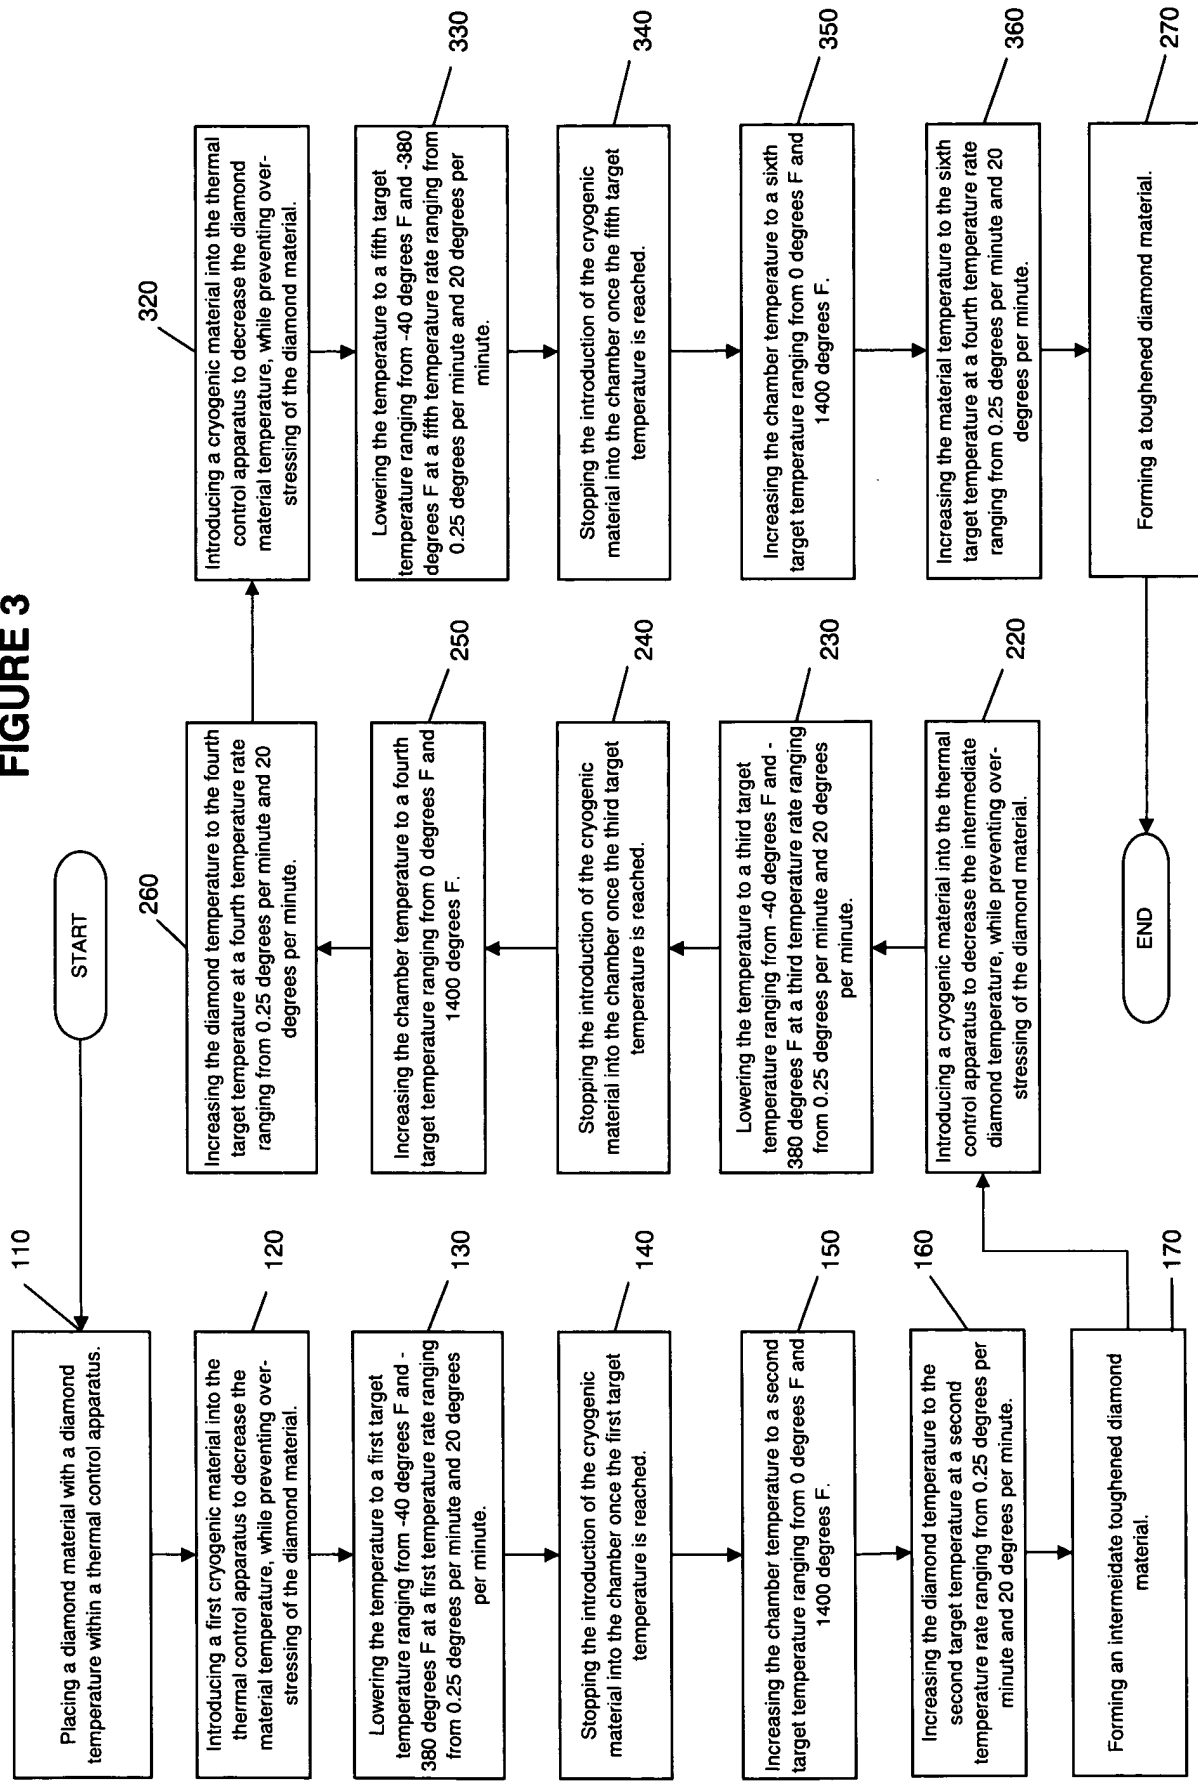 FIGURE 3
START
110
Placing a diamond material with a diamond
temperature within a thermal control apparatus.
120
Introducing a first cryogenic material into the
thermal control apparatus to decrease the
material temperature, while preventing over-
stressing of the diamond material.
130
Lowering the temperature to a first target
temperature ranging from -40 degrees F and -
380 degrees F at a first temperature rate ranging
from 0.25 degrees per minute and 20 degrees
per minute.
140
Stopping the introduction of the cryogenic
material into the chamber once the first target
temperature is reached.
150
Increasing the chamber temperature to a second
target temperature ranging from 0 degrees F and
1400 degrees F.
160
Increasing the diamond temperature to the
second target temperature at a second
temperature rate ranging from 0.25 degrees per
minute and 20 degrees per minute.
170
Forming an intermeidate toughened diamond
material.
220
Introducing a cryogenic material into the thermal
control apparatus to decrease the intermediate
diamond temperature, while preventing over-
stressing of the diamond material.
230
Lowering the temperature to a third target
temperature ranging from -40 degrees F and -
380 degrees F at a third temperature rate ranging
from 0.25 degrees per minute and 20 degrees
per minute.
240
Stopping the introduction of the cryogenic
material into the chamber once the third target
temperature is reached.
250
Increasing the chamber temperature to a fourth
target temperature ranging from 0 degrees F and
1400 degrees F.
260
Increasing the diamond temperature to the fourth
target temperature at a fourth temperature rate
ranging from 0.25 degrees per minute and 20
degrees per minute.
320
Introducing a cryogenic material into the thermal
control apparatus to decrease the diamond
material temperature, while preventing over-
stressing of the diamond material.
330
Lowering the temperature to a fifth target
temperature ranging from -40 degrees F and -380
degrees F at a fifth temperature rate ranging from
0.25 degrees per minute and 20 degrees per
minute.
340
Stopping the introduction of the cryogenic
material into the chamber once the fifth target
temperature is reached.
350
Increasing the chamber temperature to a sixth
target temperature ranging from 0 degrees F and
1400 degrees F.
360
Increasing the material temperature to the sixth
target temperature at a fourth temperature rate
ranging from 0.25 degrees per minute and 20
degrees per minute.
270
Forming a toughened diamond material.
END